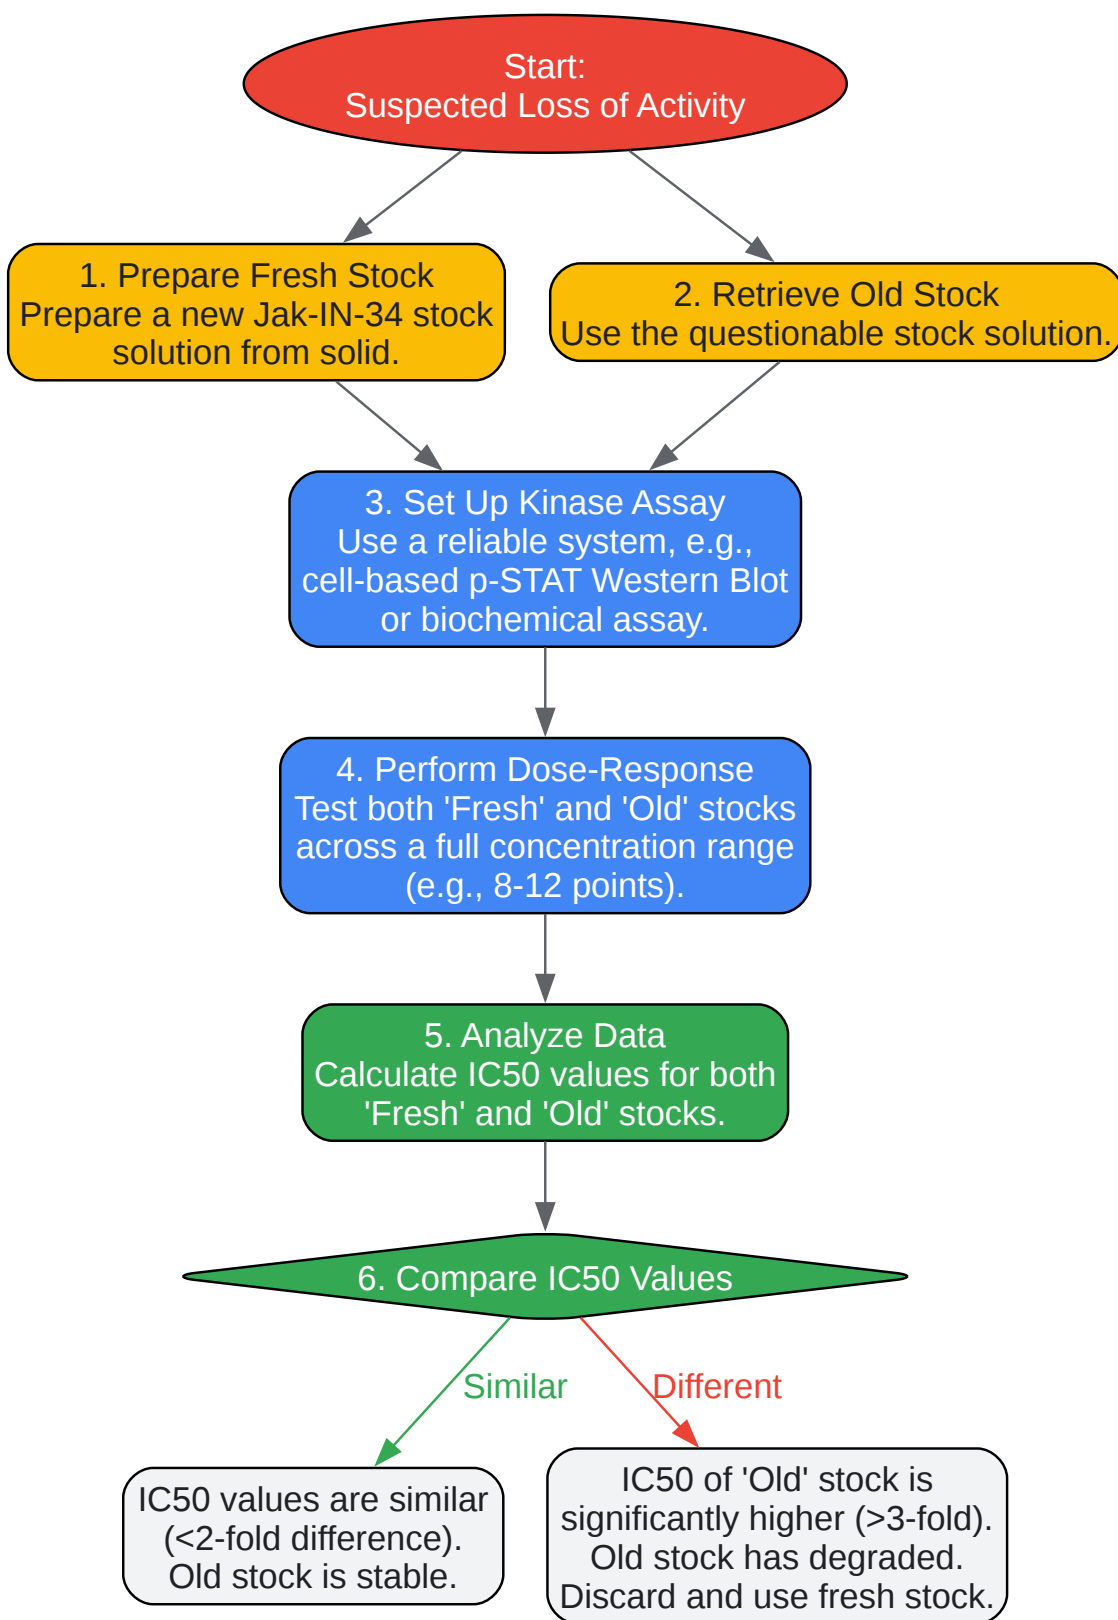 Start:
Suspected Loss of Activity
1. Prepare Fresh Stock
Prepare a new Jak-IN-34 stock
solution from solid.
2. Retrieve Old Stock
Use the questionable stock solution.
3. Set Up Kinase Assay
Use a reliable system, e.g.,
cell-based p-STAT Western Blot
or biochemical assay.
4. Perform Dose-Response
Test both 'Fresh' and 'Old' stocks
across a full concentration range
(e.g., 8-12 points).
5. Analyze Data
Calculate IC50 values for both
'Fresh' and 'Old' stocks.
6. Compare IC50 Values
Similar
Different
IC50 values are similar
(<2-fold difference).
Old stock is stable.
IC50 of 'Old' stock is
significantly higher (>3-fold).
Old stock has degraded.
Discard and use fresh stock.